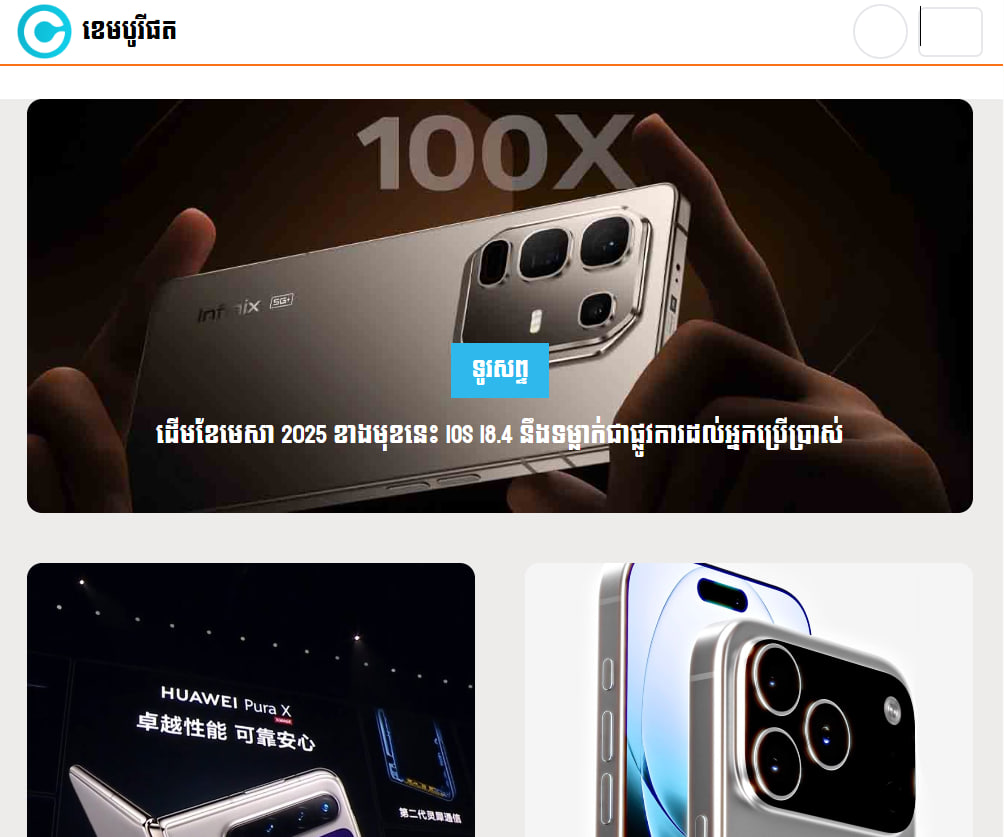 ខេមបូរីផត
100X
Infinix 5G+
ទូរសព្ទ
ដើមខែមេសា 2025 ខាងមុខនេះ IOS 18.4 នឹងទម្លាក់ជាផ្លូវការដល់អ្នកប្រើប្រាស់
HUAWEI Pura X
卓越性能 可靠安心
第二代灵犀通信